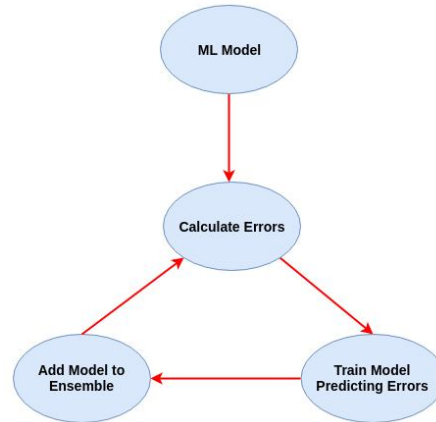 ML Model
Calculate Errors
Add Model to
Ensemble
Train Model
Predicting Errors